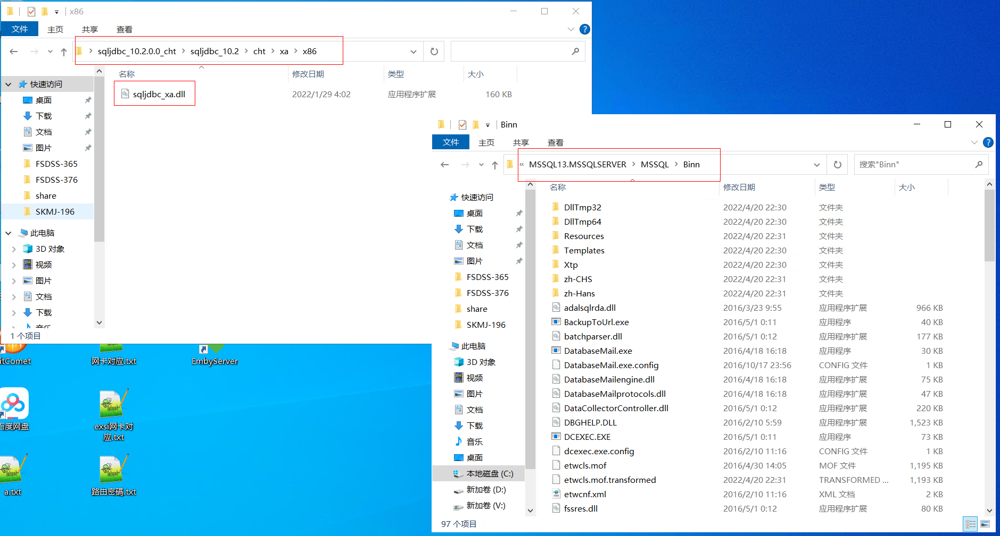 x86
文件 主页 共享 查看
sqljdbc_10.2.0.0_cht > sqljdbc_10.2 > cht > xa > x86
名称 修改日期 类型 大小
sqljdbc_xa.dll 2022/1/29 4:02 应用程序扩展 160 KB
快速访问
桌面
下载
文档
图片
FSDSS-365
FSDSS-376
share
SKMJ-196
此电脑
3D 对象
视频
图片
文档
下载
音乐
1 个项目
Binn
文件 主页 共享 查看
« MSSQL13.MSSQLSERVER > MSSQL > Binn
搜索"Binn"
快速访问
桌面
下载
文档
图片
FSDSS-365
FSDSS-376
share
SKMJ-196
此电脑
3D 对象
视频
图片
文档
下载
音乐
桌面
本地磁盘 (C:)
新加卷 (D:)
新加卷 (V:)
名称 修改日期 类型 大小
DllTmp32 2022/4/20 22:30 文件夹
DllTmp64 2022/4/20 22:30 文件夹
Resources 2022/4/20 22:31 文件夹
Templates 2022/4/20 22:30 文件夹
Xtp 2022/4/20 22:30 文件夹
zh-CHS 2022/4/20 22:31 文件夹
zh-Hans 2022/4/20 22:31 文件夹
adalsqlrda.dll 2016/3/23 9:55 应用程序扩展 966 KB
BackupToUrl.exe 2016/5/1 0:11 应用程序 40 KB
batchparser.dll 2016/5/1 0:12 应用程序扩展 177 KB
DatabaseMail.exe 2016/4/18 16:18 应用程序 30 KB
DatabaseMail.exe.config 2016/10/17 23:56 CONFIG 文件 1 KB
DatabaseMailengine.dll 2016/4/18 16:18 应用程序扩展 75 KB
DatabaseMailprotocols.dll 2016/4/18 16:18 应用程序扩展 47 KB
DataCollectorController.dll 2016/5/1 0:12 应用程序扩展 220 KB
DBGHELP.DLL 2016/2/10 5:59 应用程序扩展 1,523 KB
DCEXEC.EXE 2016/5/1 0:11 应用程序 73 KB
dcexec.exe.config 2016/2/10 11:16 CONFIG 文件 1 KB
etwcls.mof 2016/4/30 14:05 MOF 文件 1,195 KB
etwcls.mof.transformed 2022/4/20 22:31 TRANSFORMED ... 1,193 KB
etwcnf.xml 2016/2/10 11:16 XML 文档 2 KB
fssres.dll 2016/5/1 0:12 应用程序扩展 80 KB
97 个项目
itComet
网卡对应.txt
EmbyServer
百度网盘
exsi网卡对
应.txt
a.txt
路由密碼.txt